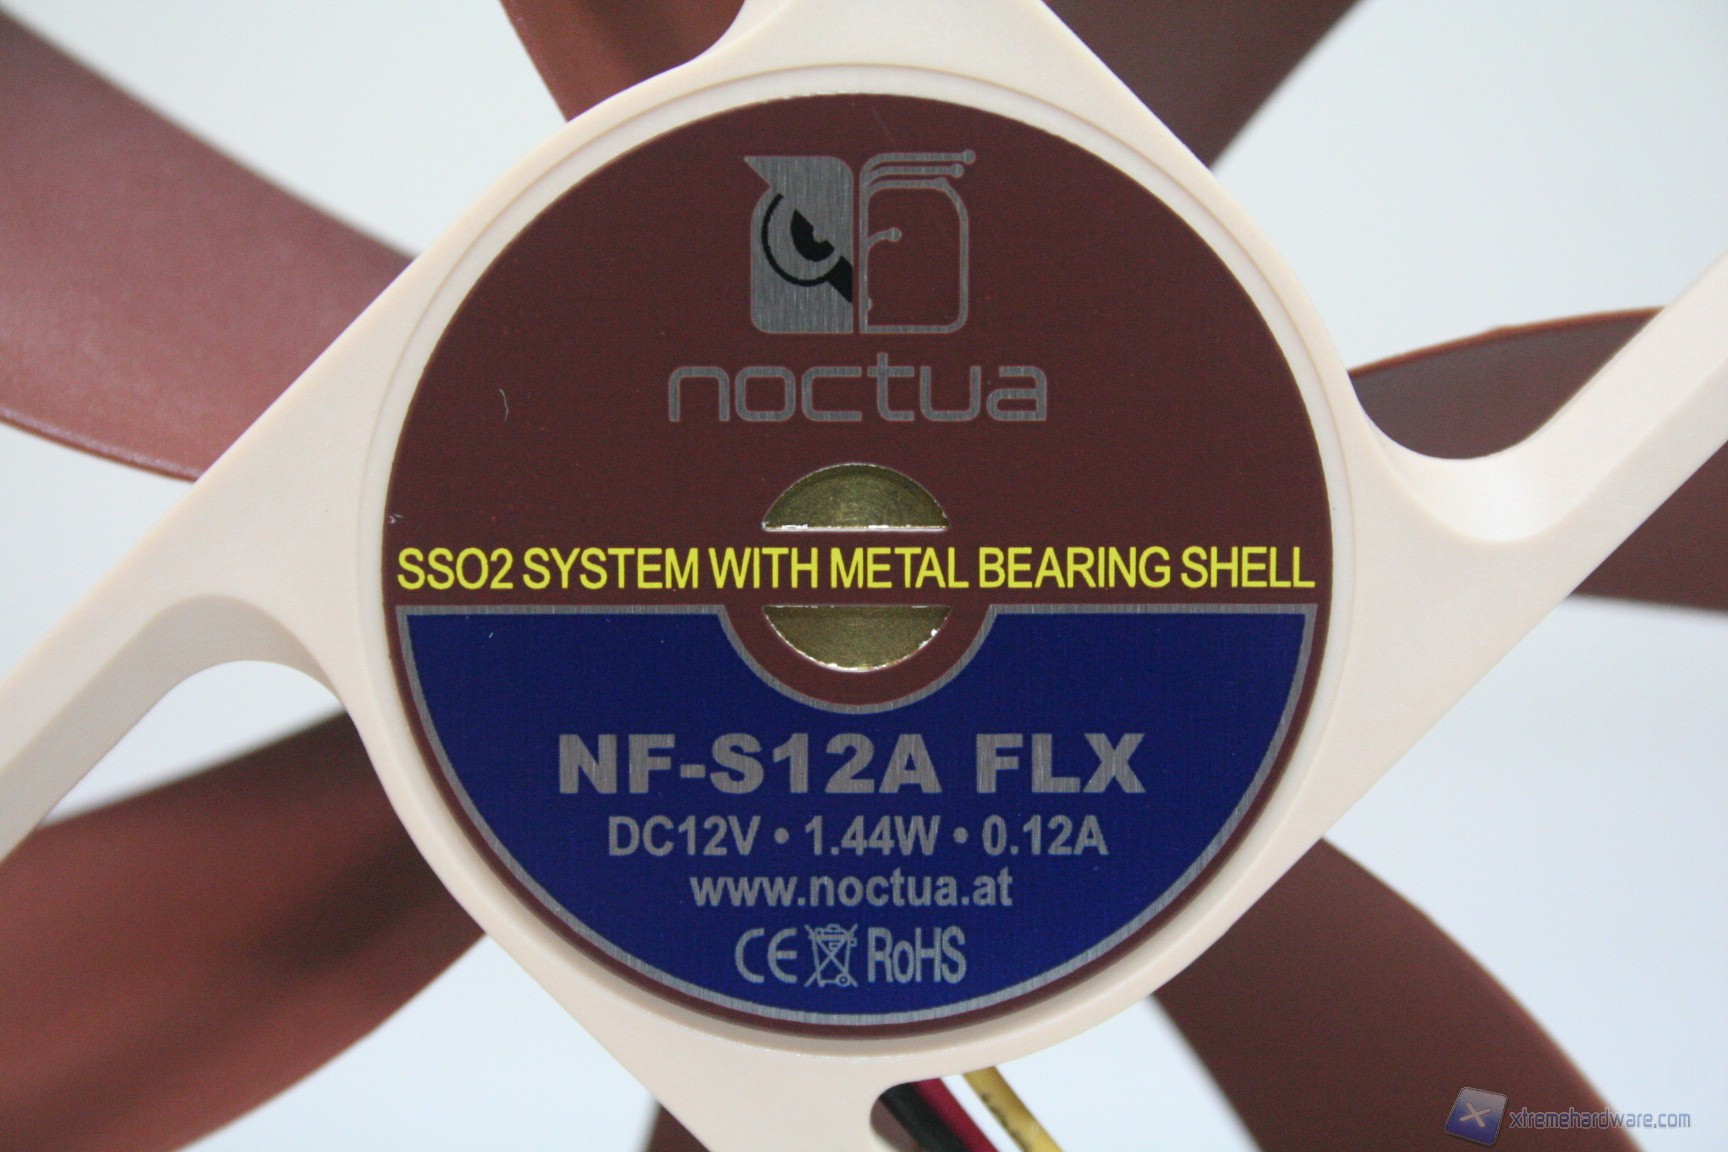 noctua
SSO2 SYSTEM WITH METAL BEARING SHELL
NF-S12A FLX
DC12V • 1.44W • 0.12A
www.noctua.at
CE RoHS
xtremehardware.com